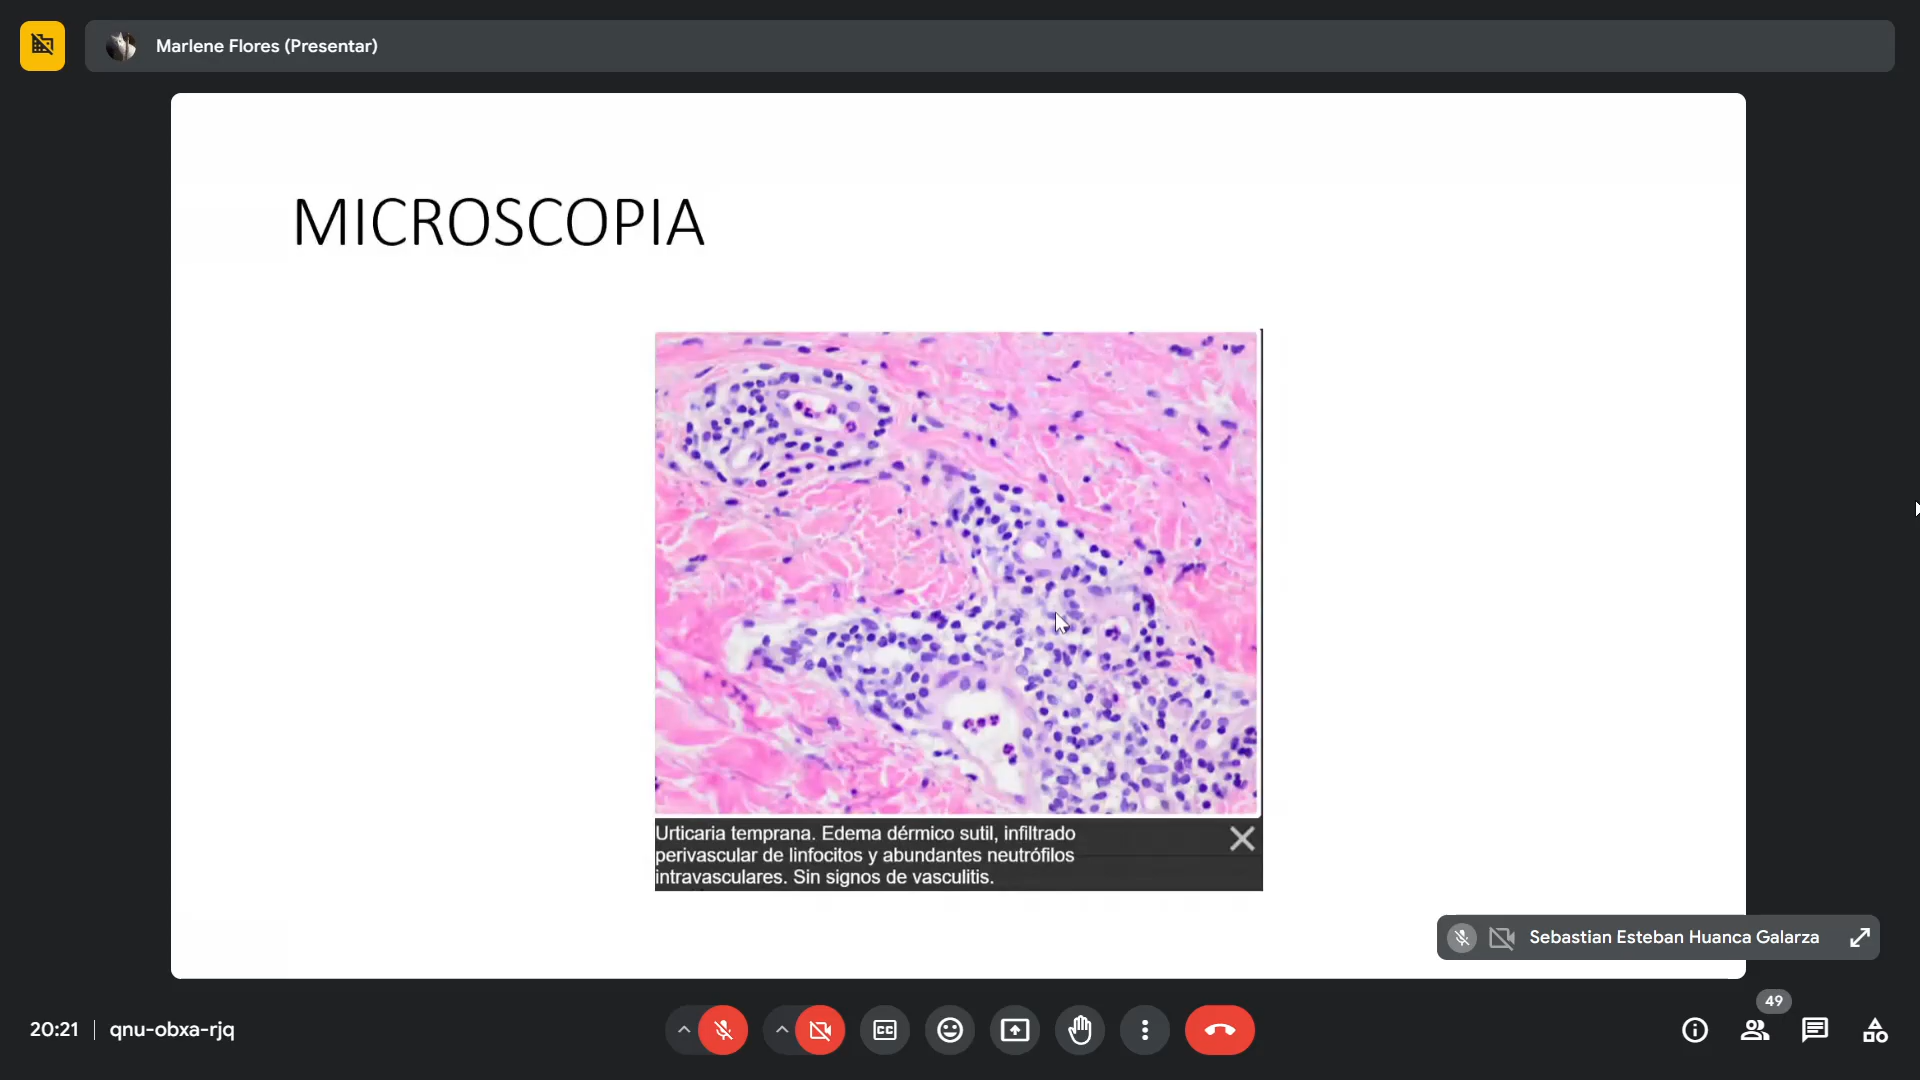 Marlene Flores (Presentar)
MICROSCOPIA
Urticaria temprana. Edema dérmico sutil, infiltrado
perivascular de linfocitos y abundantes neutrófilos
intravasculares. Sin signos de vasculitis.
Sebastian Esteban Huanca Galarza
49
20:21 | qnu-obxa-rjq
CC